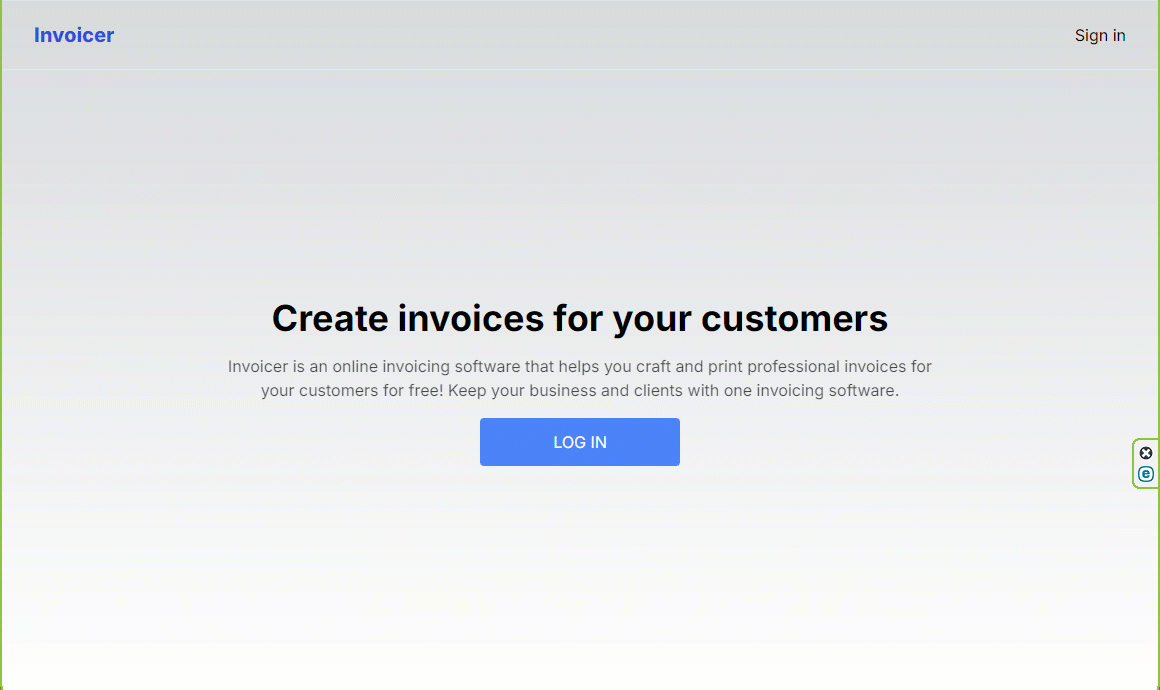 Invoicer
Sign in
Create invoices for your customers
Invoicer is an online invoicing software that helps you craft and print professional invoices for
your customers for free! Keep your business and clients with one invoicing software.
LOG IN
e